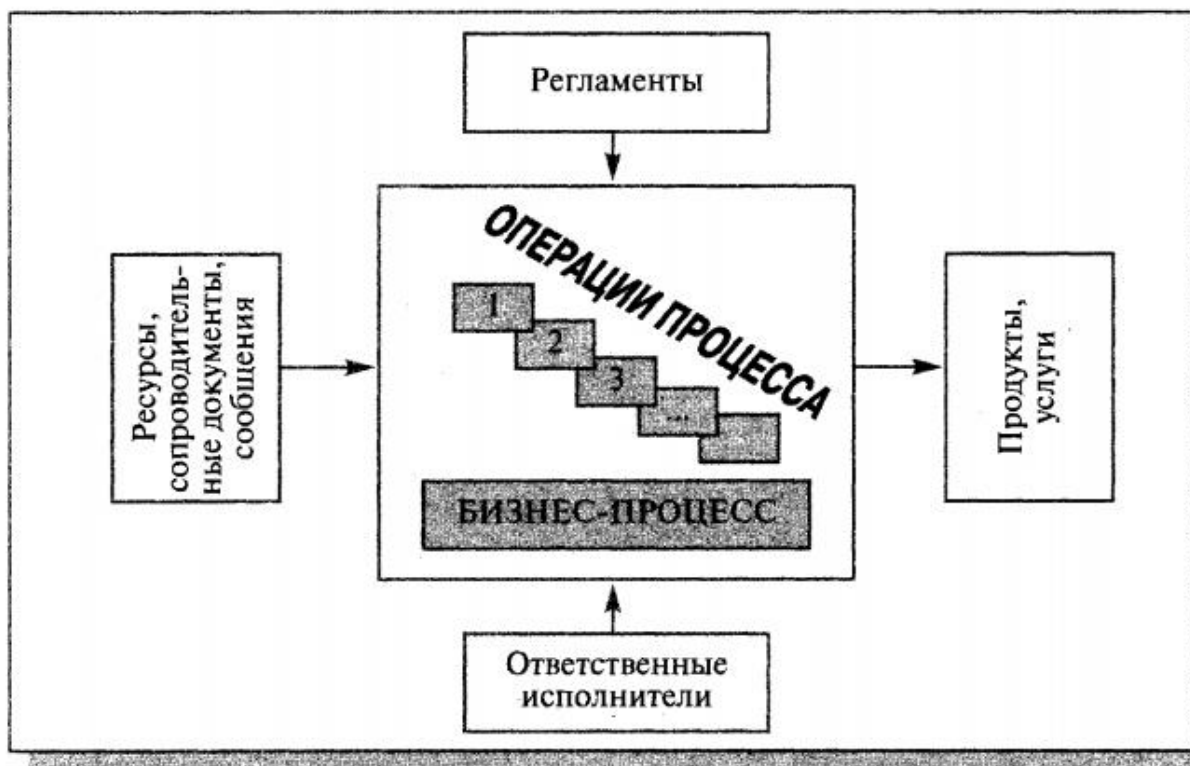 Регламенты
Ресурсы,
сопроводитель-
ные документы,
сообщения
ОПЕРАЦИИ ПРОЦЕССА
1
2
3
...
БИЗНЕС-ПРОЦЕСС
Продукты,
услуги
Ответственные
исполнители